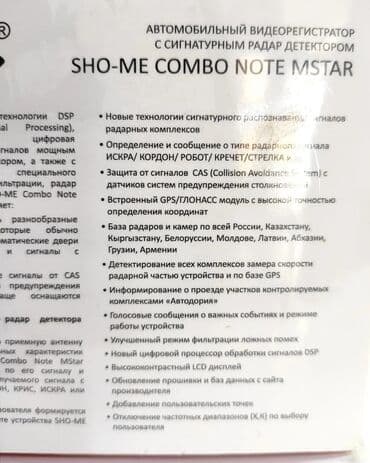 ®
АВТОМОБИЛЬНЫЙ ВИДЕОРЕГИСТРАТОР
С СИГНАТУРНЫМ РАДАР ДЕТЕКТОРОМ
SHO-ME COMBO NOTE MSTAR
технологии DSP
Processing),
цифровая
мощным
а также с
специального
радар
Combo Note
разнообразные
которые обычно
двери
и сигналы с
сигналы от CAS
предупреждения
оснащаются
радар детектора
приемную антенну
характеристик
Combo Note MStar
по его сигналу и
сигнала с
КРИС, ИСКРА или
формируется
устройства SHO-ME
• Новые технологии сигнатурного распознавания сигналов
радарных комплексов
• Определение и сообщение о типе радарного сигнала
ИСКРА/ КОРДОН/ РОБОТ/ КРЕЧЕТ/СТРЕЛКА и
• Защита от сигналов CAS (Collision Avoidance System) с
датчиков систем предупреждения столкновений
• Встроенный GPS/ГЛОНАСС модуль с высокой точностью
определения координат
• База радаров и камер по всей России, Казахстану,
Кыргызстану, Белоруссии, Молдове, Латвии, Абхазии,
Грузии, Армении
• Детектирование всех комплексов замера скорости
радарной частью устройства и по базе GPS
• Информирование о проезде участков контролируемых
комплексами «Автодория»
• Голосовые сообщения о важных событиях и режиме
работы устройства
• Улучшенный режим фильтрации ложных помех
• Новый цифровой процессор обработки сигналов DSP
• Высококонтрастный LCD дисплей
• Обновление прошивки и баз данных с сайта
производителя
• Добавление пользовательских точек
• Отключение частотных диапазонов (X,K) по выбору
пользователя